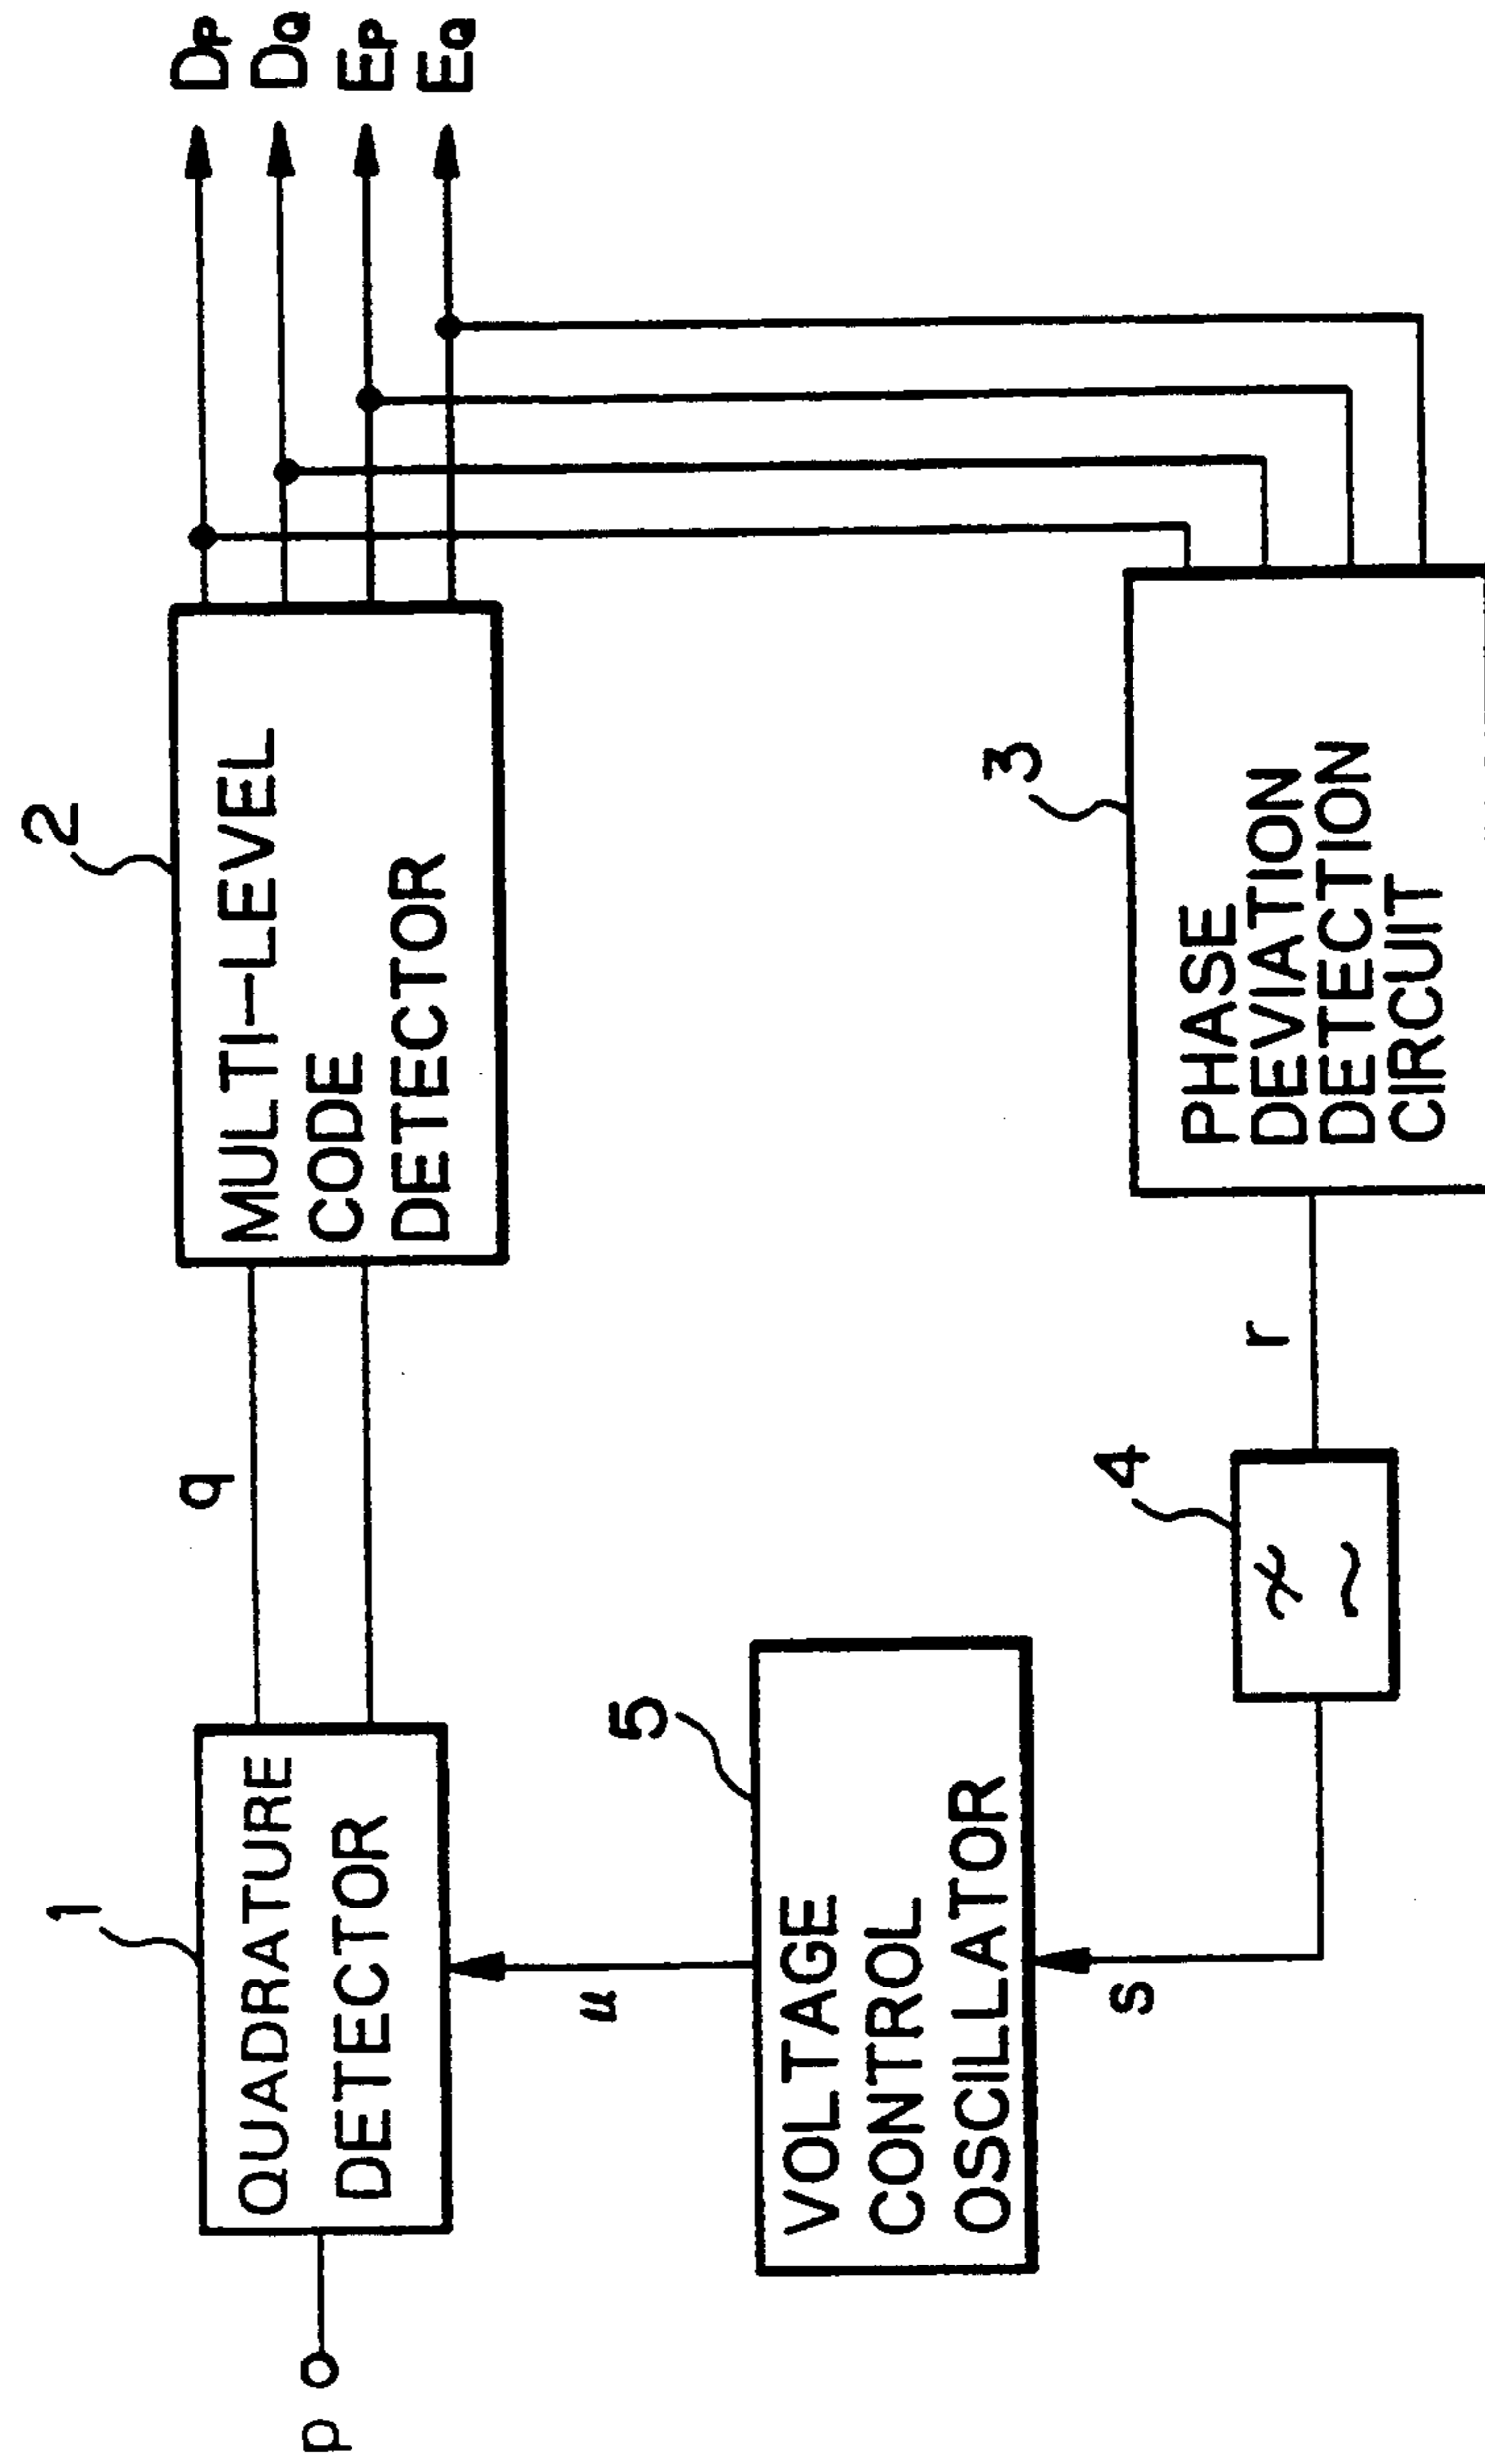 p
1
QUADRATURE
DETECTOR
q
2
MULTI-LEVEL
CODE
DETECTOR
Dp
DQ
Ep
EQ
u
5
VOLTAGE
CONTROL
OSCILLATOR
s
4
r
3
PHASE
DEVIATION
DETECTION
CIRCUIT